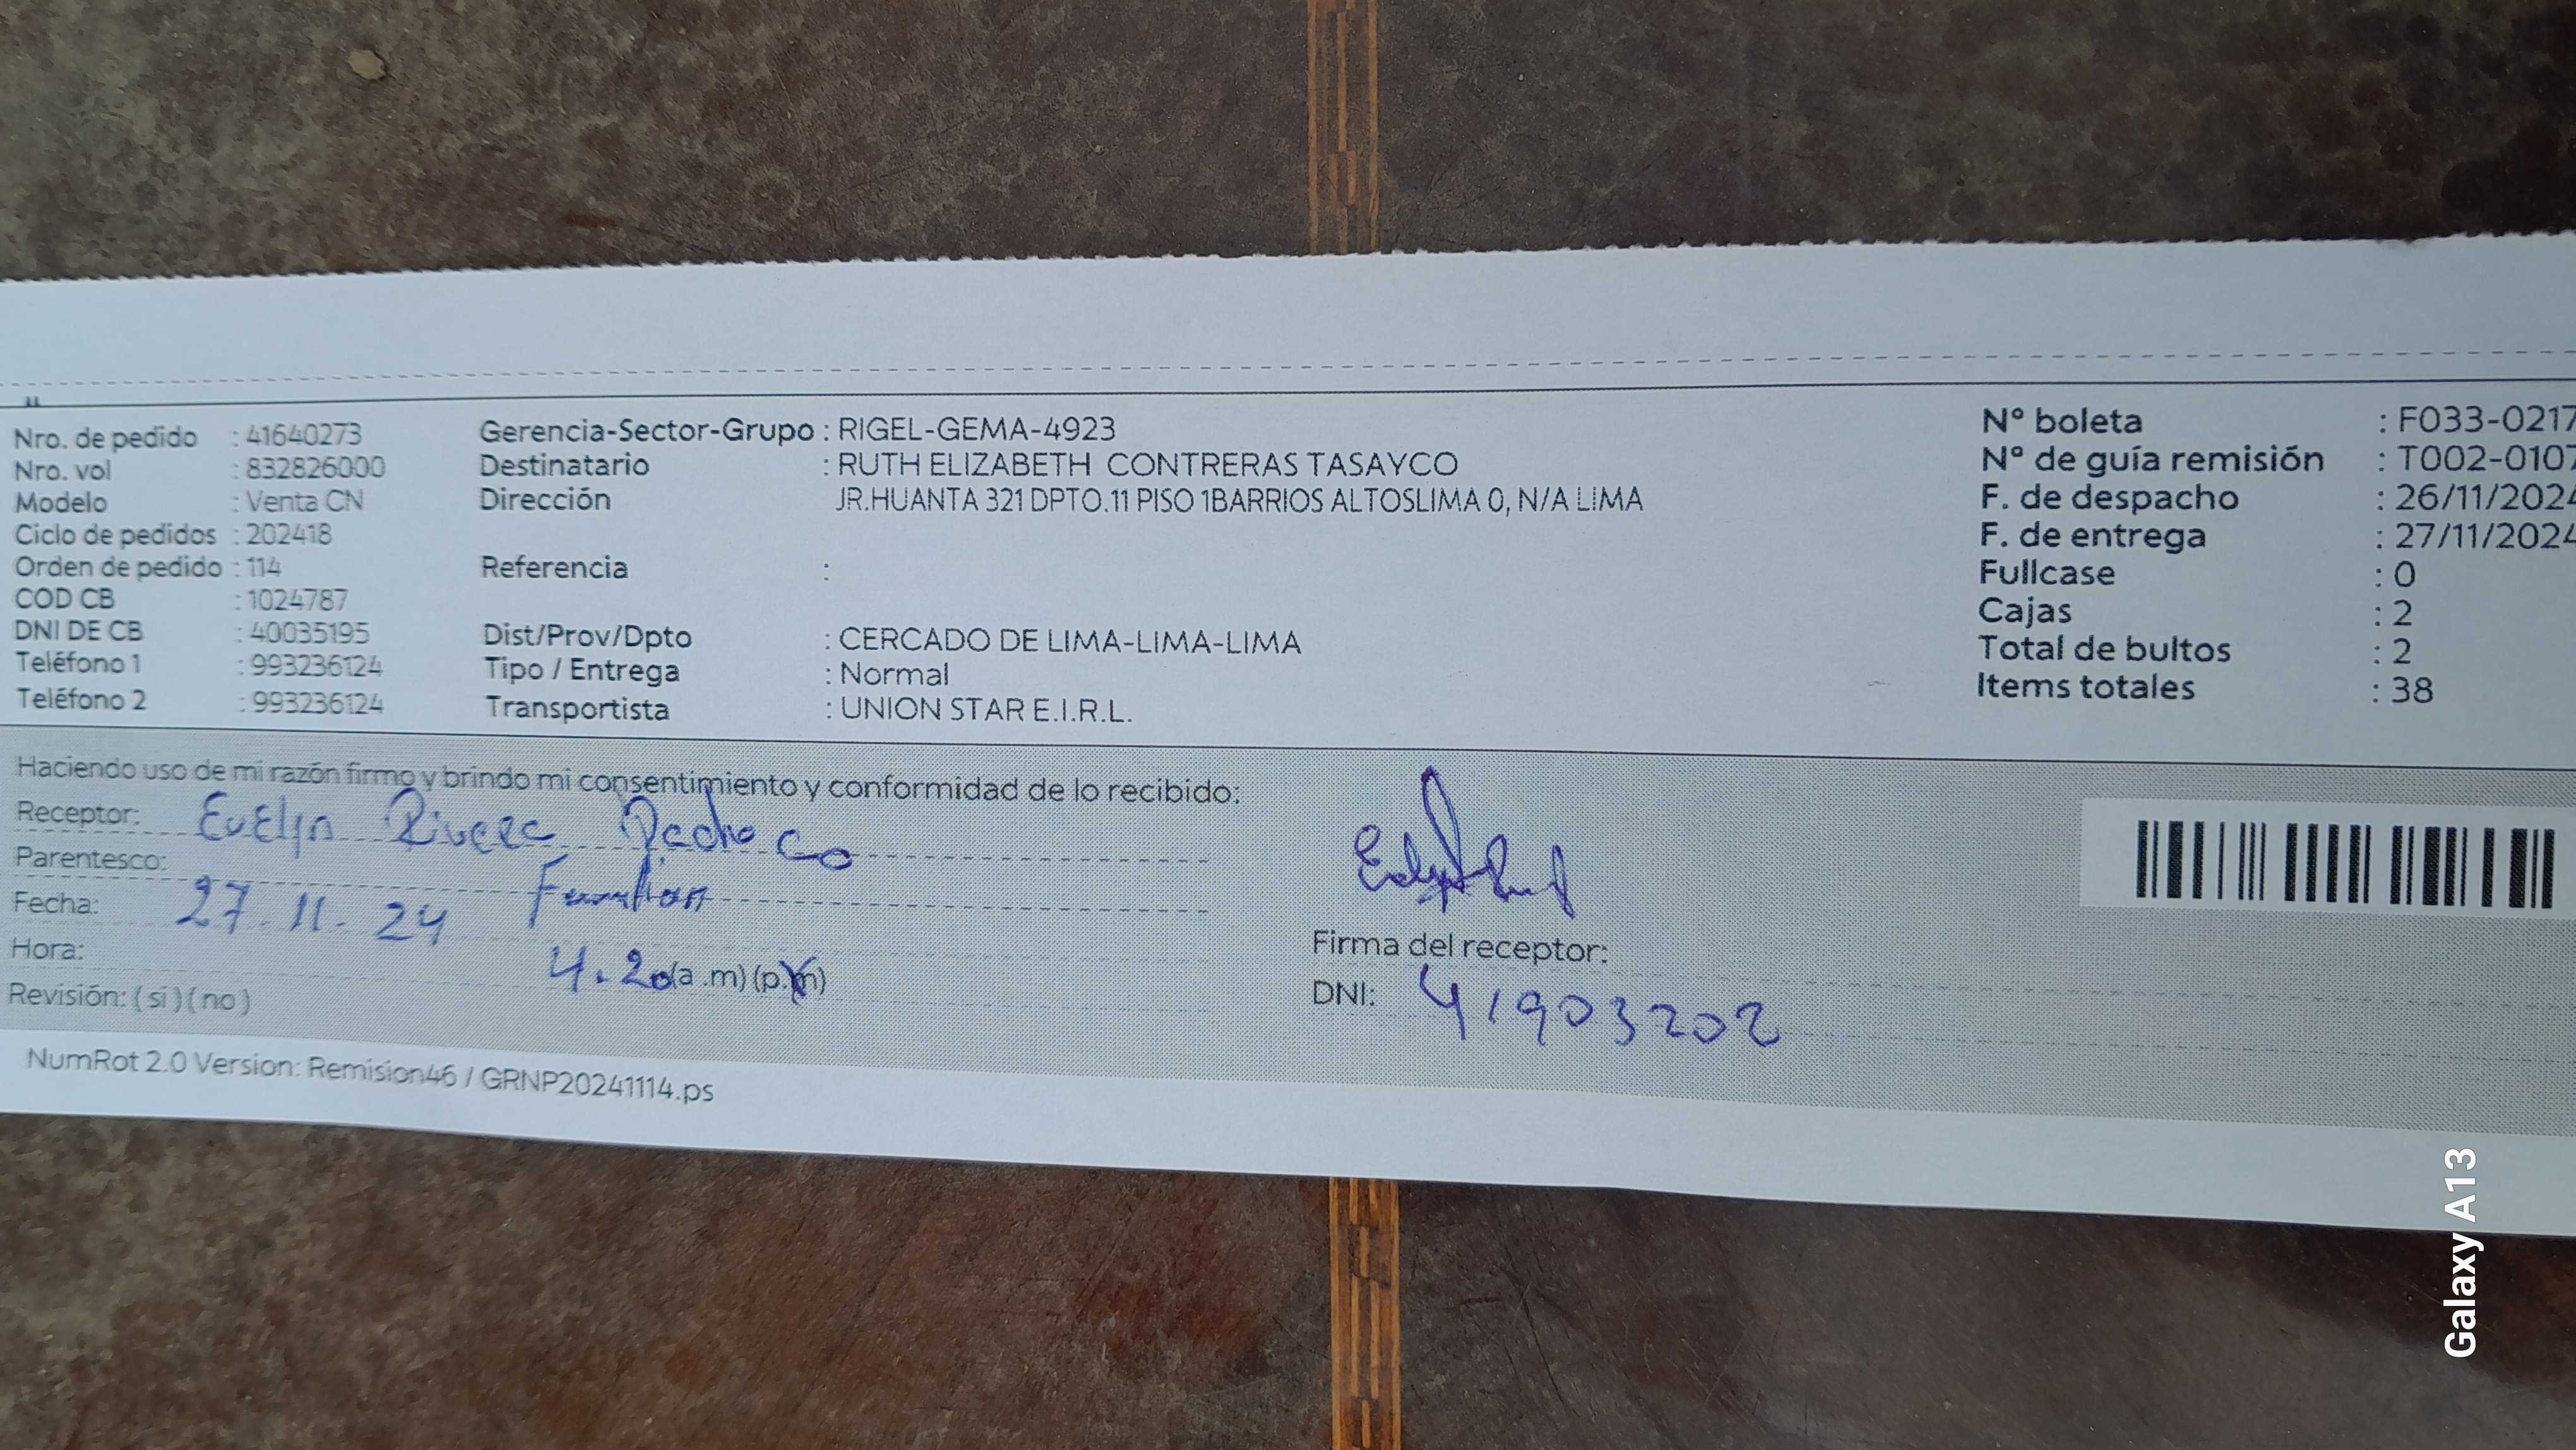 Nro. de pedido : 41640273
Nro. vol : 832826000
Modelo : Venta CN
Ciclo de pedidos : 202418
Orden de pedido : 114
COD CB : 1024787
DNI DE CB : 40035195
Teléfono 1 : 993236124
Teléfono 2 : 993236124
Gerencia-Sector-Grupo : RIGEL-GEMA-4923
Destinatario : RUTH ELIZABETH CONTRERAS TASAYCO
Dirección JR.HUANTA 321 DPTO.11 PISO 1BARRIOS ALTOSLIMA 0, N/A LIMA
Referencia :
Dist/Prov/Dpto : CERCADO DE LIMA-LIMA-LIMA
Tipo / Entrega : Normal
Transportista : UNION STAR E.I.R.L.
N° boleta : F033-0217
N° de guía remisión : T002-0107
F. de despacho : 26/11/2024
F. de entrega : 27/11/2024
Fullcase : 0
Cajas : 2
Total de bultos : 2
Items totales : 38
Haciendo uso de mi razón firmo y brindo mi consentimiento y conformidad de lo recibido:
Receptor: Evelyn Rivera Pacheco
Parentesco: Familiar
Fecha: 27.11.24
Hora: 4.20 (a .m) (p.m)
Revisión: ( si ) ( no )
Firma del receptor:
DNI: 41903202
NumRot 2.0 Version: Remision46 / GRNP20241114.ps
Galaxy A13